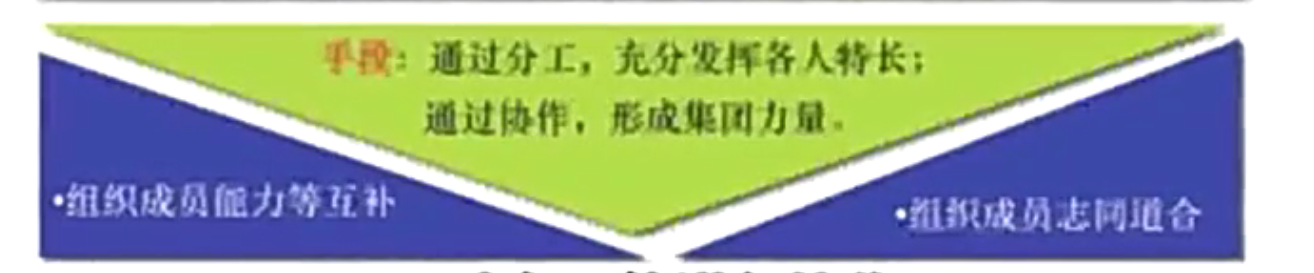 手段：通过分工，充分发挥各人特长；
通过协作，形成集团力量。
•组织成员能力等互补
•组织成员志同道合